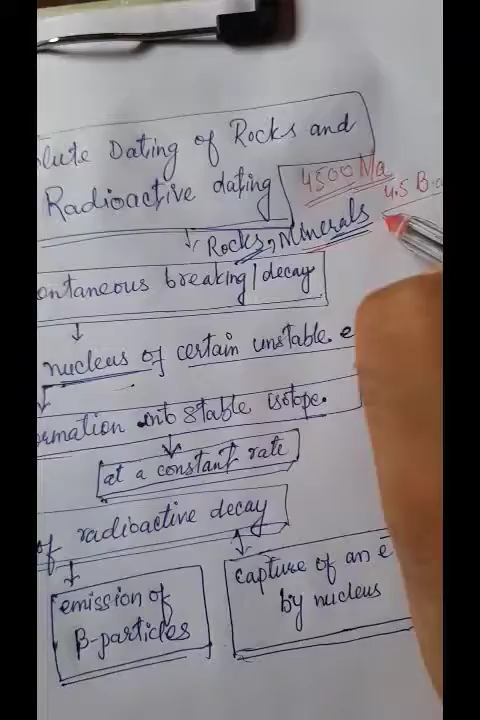 lute Dating of Rocks and
Radioactive dating
4500 Ma
4.5 B.a
Rocks, Minerals
ontaneous breaking/decay
nucleus of certain unstable e
ormation into stable isotope.
at a constant rate
of radioactive decay
emission of
β-particles
capture of an e
by nucleus